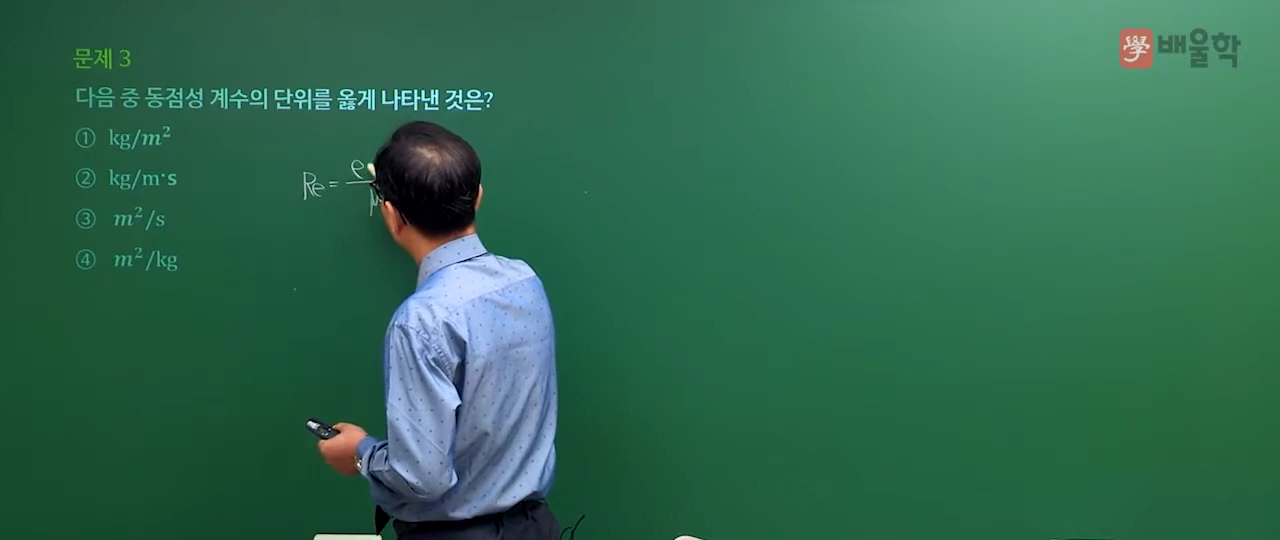 學 배울학
문제 3
다음 중 동점성 계수의 단위를 옳게 나타낸 것은?
① kg/m²
② kg/m·s
③ m²/s
④ m²/kg
Re = ρ / μ